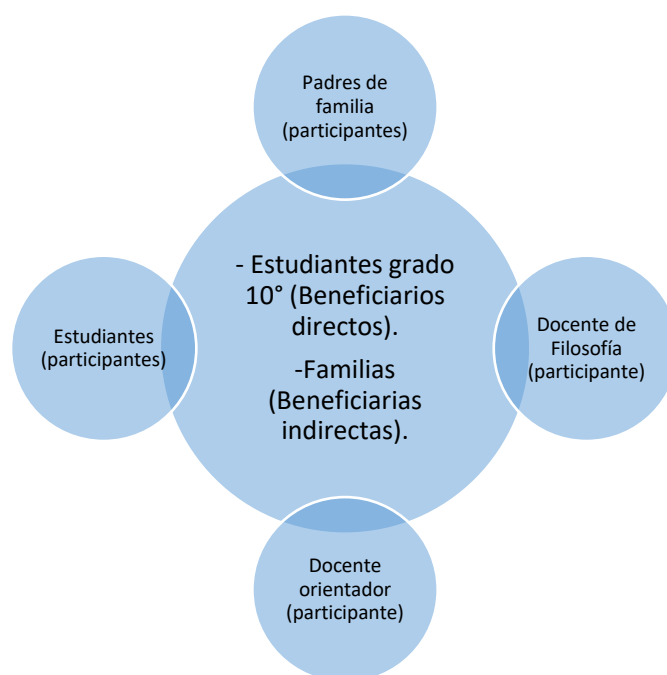 Padres de
familia
(participantes)
- Estudiantes grado
10° (Beneficiarios
directos).
-Familias
(Beneficiarias
indirectas).
Estudiantes
(participantes)
Docente de
Filosofía
(participante)
Docente
orientador
(participante)